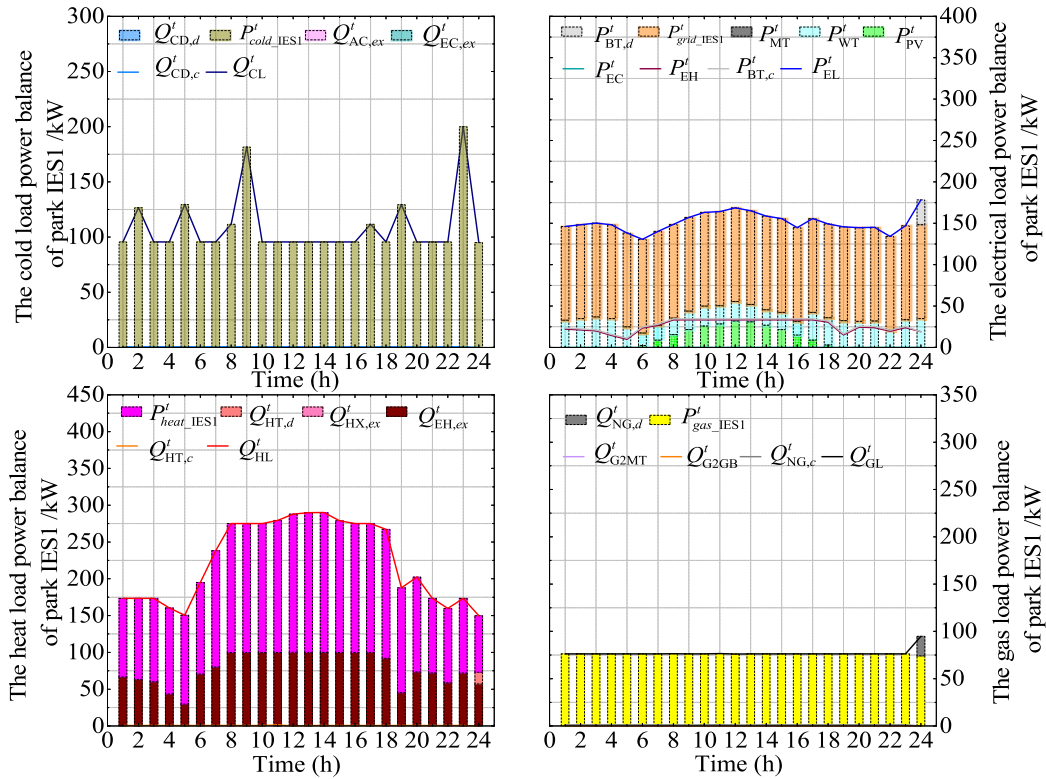 The cold load power balance
of park IES1 /kW
300
250
200
150
100
50
0
Q^t_CD,d P^t_cold_IES1 Q^t_AC,ex Q^t_EC,ex
Q^t_CD,c Q^t_CL
0 2 4 6 8 10 12 14 16 18 20 22 24
Time (h)
P^t_BT,d P^t_grid_IES1 P^t_MT P^t_WT P^t_PV
P^t_EC P^t_EH P^t_BT,c P^t_EL
400
350
300
250
200
150
100
50
0
The electrical load power balance
of park IES1 /kW
0 2 4 6 8 10 12 14 16 18 20 22 24
Time (h)
The heat load power balance
of park IES1 /kW
450
400
350
300
250
200
150
100
50
0
P^t_heat_IES1 Q^t_HT,d Q^t_HX,ex Q^t_EH,ex
Q^t_HT,c Q^t_HL
0 2 4 6 8 10 12 14 16 18 20 22 24
Time (h)
Q^t_NG,d P^t_gas_IES1
Q^t_G2MT Q^t_G2GB Q^t_NG,c Q^t_GL
350
300
250
200
150
100
50
0
The gas load power balance
of park IES1 /kW
0 2 4 6 8 10 12 14 16 18 20 22 24
Time (h)